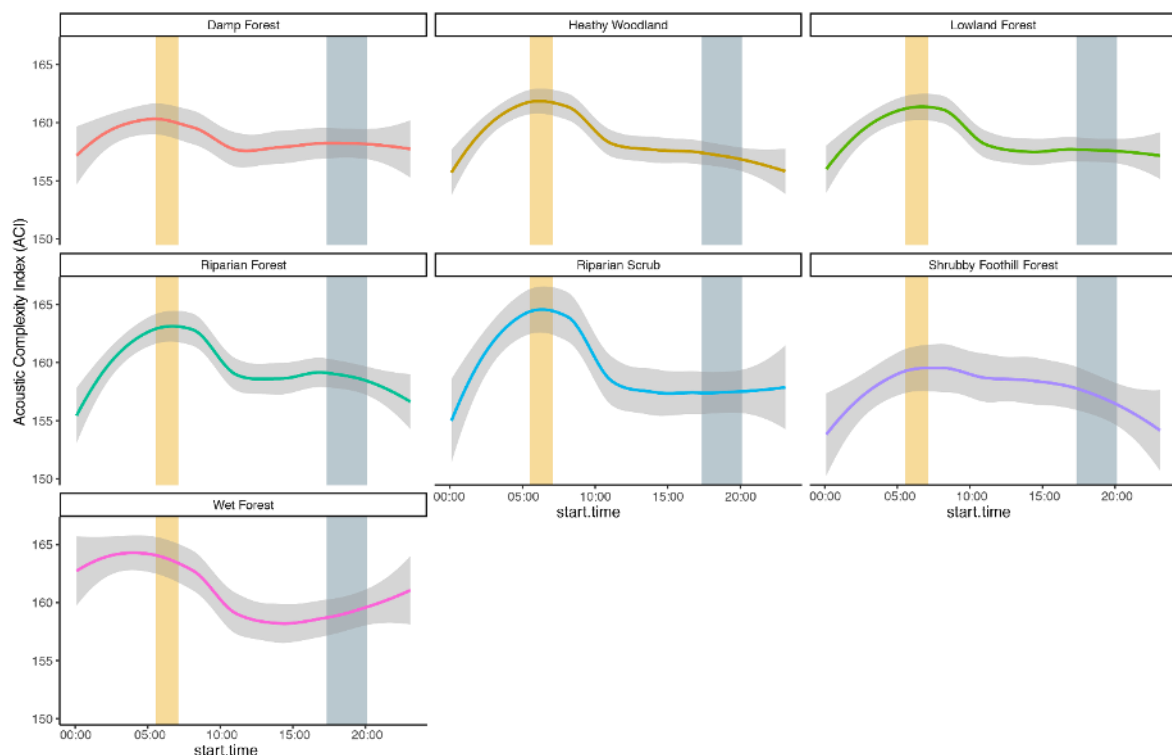 Damp Forest
Heathy Woodland
Lowland Forest
165
160
155
150
Riparian Forest
Riparian Scrub
Shrubby Foothill Forest
Acoustic Complexity Index (ACI)
165
160
155
150
00:00 05:00 10:00 15:00 20:00
start.time
00:00 05:00 10:00 15:00 20:00
start.time
Wet Forest
165
160
155
150
00:00 05:00 10:00 15:00 20:00
start.time